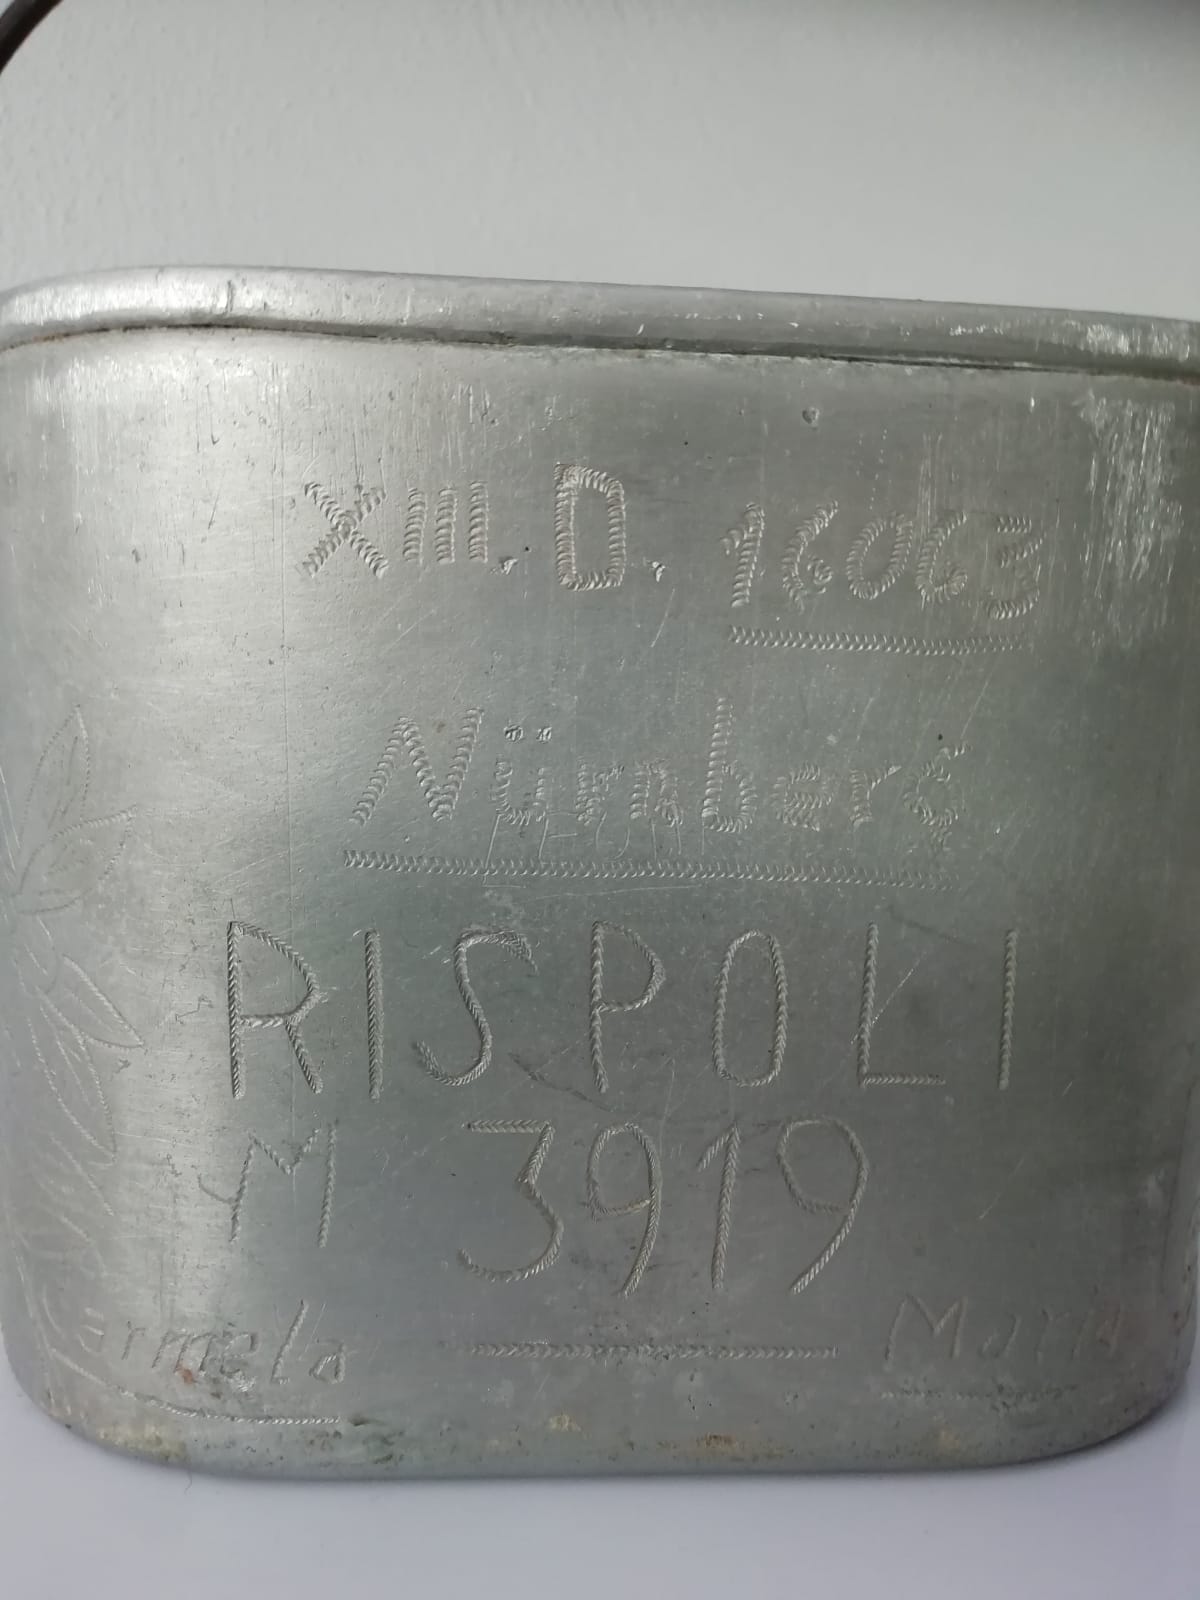 XIII. D. 16063
Nürnberg
RISPOLI
M 3919
Carmela Maria